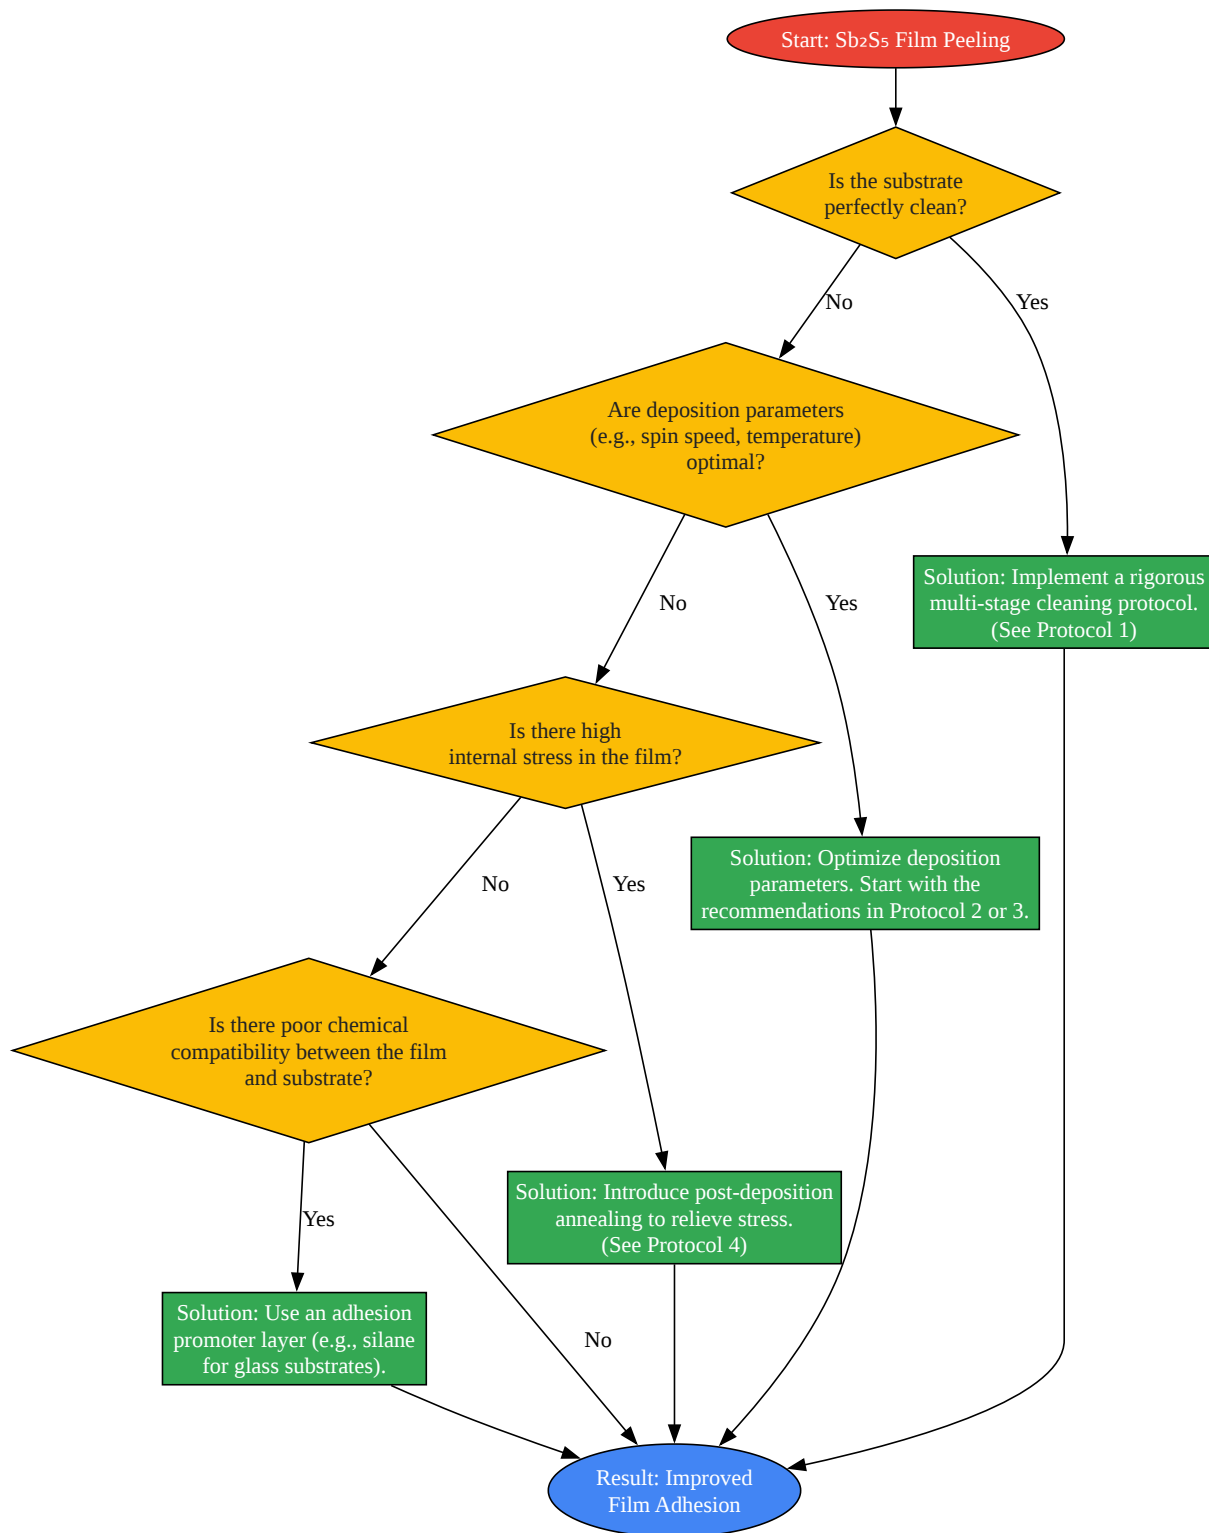 Start: Sb₂S₅ Film Peeling
Is the substrate
perfectly clean?
No
Yes
Are deposition parameters
(e.g., spin speed, temperature)
optimal?
Solution: Implement a rigorous
multi-stage cleaning protocol.
(See Protocol 1)
No
Yes
Is there high
internal stress in the film?
Solution: Optimize deposition
parameters. Start with the
recommendations in Protocol 2 or 3.
No
Yes
Is there poor chemical
compatibility between the film
and substrate?
Solution: Introduce post-deposition
annealing to relieve stress.
(See Protocol 4)
Yes
No
Solution: Use an adhesion
promoter layer (e.g., silane
for glass substrates).
Result: Improved
Film Adhesion